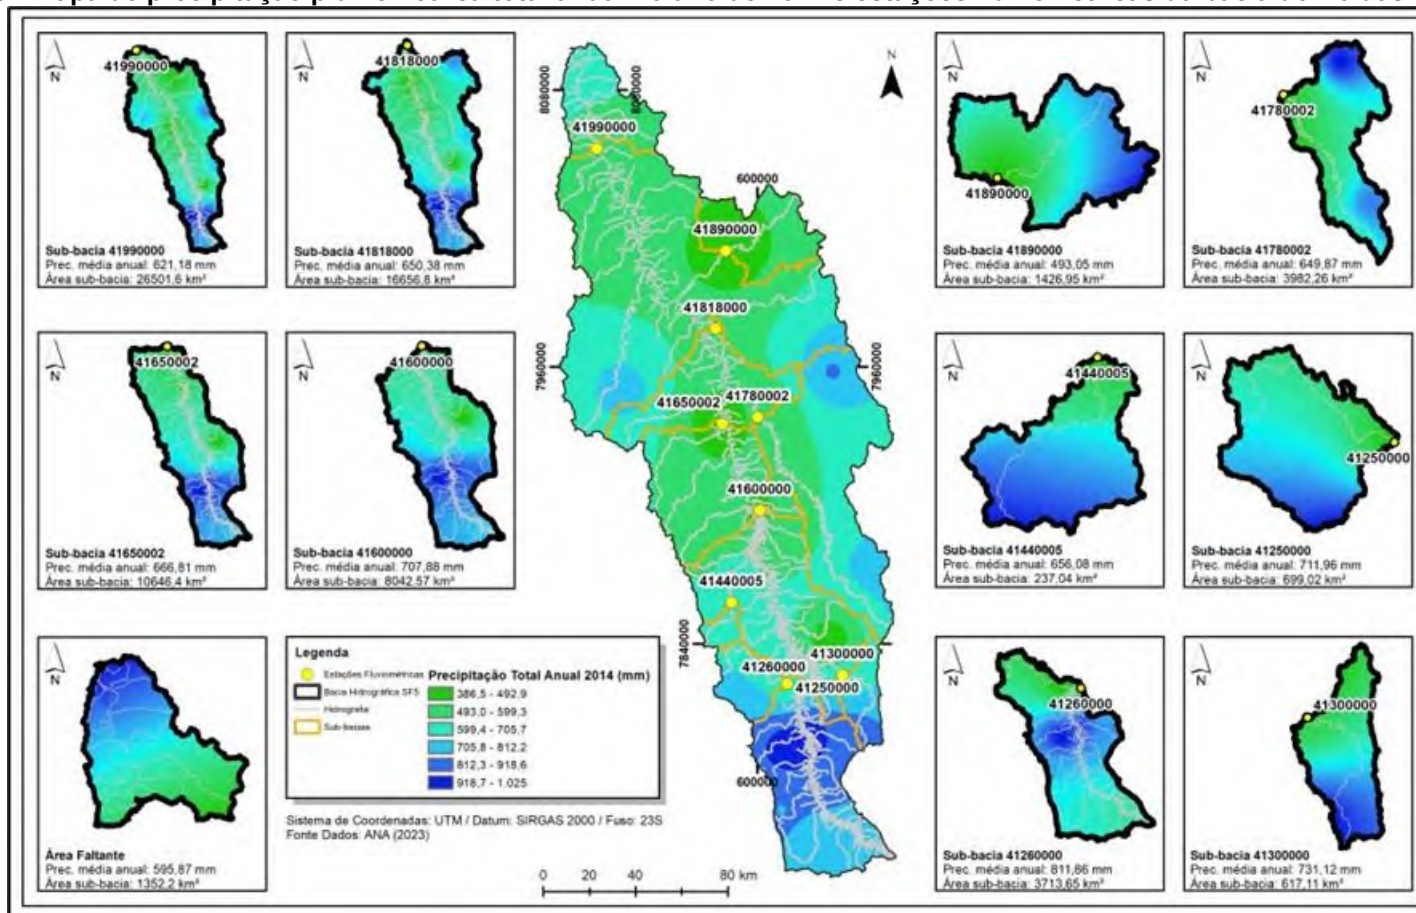 41990000
N
Sub-bacia 41990000
Prec. média anual: 621,18 mm
Área sub-bacia: 26501,6 km²
41818000
N
Sub-bacia 41818000
Prec. média anual: 650,38 mm
Área sub-bacia: 16656,8 km²
41650002
N
Sub-bacia 41650002
Prec. média anual: 666,81 mm
Área sub-bacia: 10646,4 km²
41600000
N
Sub-bacia 41600000
Prec. média anual: 707,88 mm
Área sub-bacia: 8042,57 km²
N
Área Faltante
Prec. média anual: 595,87 mm
Área sub-bacia: 1352,2 km²
Legenda
Estações Fluviométricas
Bacia Hidrográfica SF5
Hidrografia
Sub-bacias
Precipitação Total Anual 2014 (mm)
386,5 - 492,9
493,0 - 599,3
599,4 - 705,7
705,8 - 812,2
812,3 - 918,6
918,7 - 1.025
Sistema de Coordenadas: UTM / Datum: SIRGAS 2000 / Fuso: 23S
Fonte Dados: ANA (2023)
N
8080000
8080000
41990000
600000
41890000
41818000
7960000
7960000
41650002
41780002
41600000
41440005
7840000
41300000
41260000
41250000
600000
0 20 40 80 km
N
41890000
Sub-bacia 41890000
Prec. média anual: 493,05 mm
Área sub-bacia: 1426,95 km²
N
41780002
Sub-bacia 41780002
Prec. média anual: 649,87 mm
Área sub-bacia: 3982,26 km²
N
41440005
Sub-bacia 41440005
Prec. média anual: 656,08 mm
Área sub-bacia: 237,04 km²
N
41250000
Sub-bacia 41250000
Prec. média anual: 711,96 mm
Área sub-bacia: 699,02 km²
N
41260000
Sub-bacia 41260000
Prec. média anual: 811,86 mm
Área sub-bacia: 3713,65 km²
N
41300000
Sub-bacia 41300000
Prec. média anual: 731,12 mm
Área sub-bacia: 617,11 km²